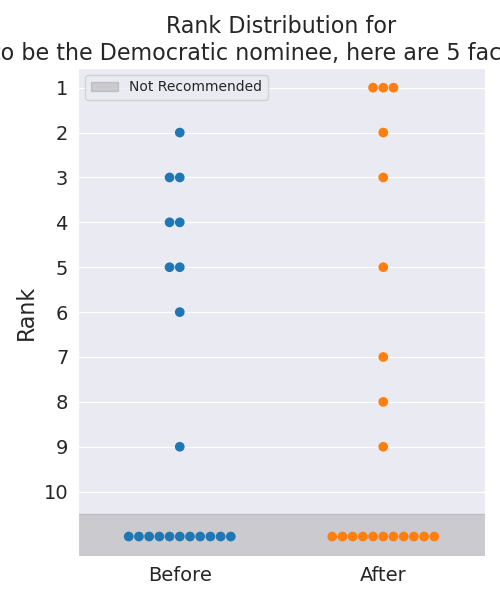 Rank Distribution for
o be the Democratic nominee, here are 5 fac
Not Recommended
Rank
1
2
3
4
5
6
7
8
9
10
Before
After